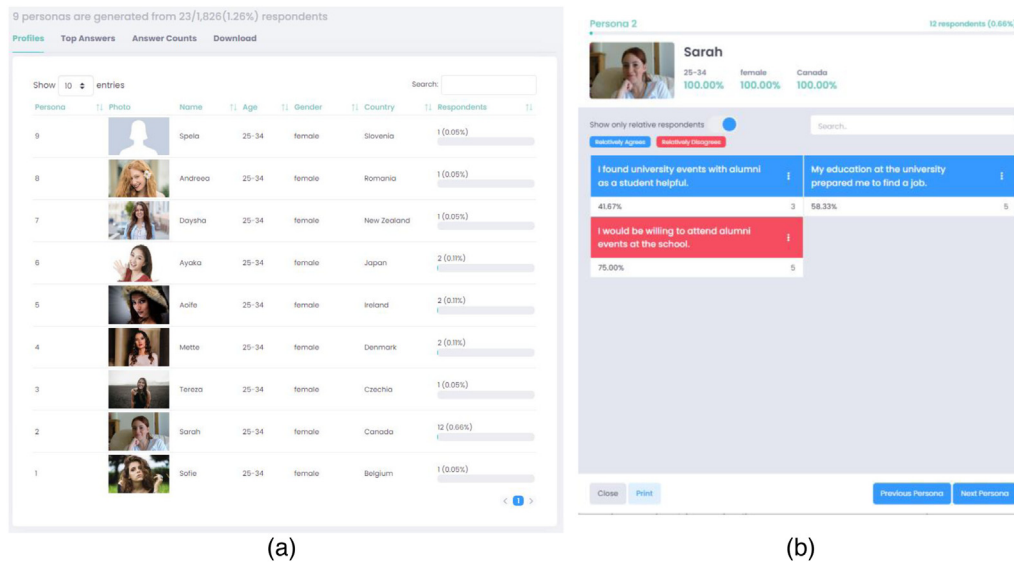 9 personas are generated from 23/1,826(1.26%) respondents
Profiles Top Answers Answer Counts Download
Show 10 entries Search:
Persona Photo Name Age Gender Country Respondents
9 Spela 25-34 female Slovenia 1 (0.05%)
8 Andreea 25-34 female Romania 1 (0.05%)
7 Daysha 25-34 female New Zealand 1 (0.05%)
6 Ayaka 25-34 female Japan 2 (0.11%)
5 Aoife 25-34 female Ireland 2 (0.11%)
4 Mette 25-34 female Denmark 2 (0.11%)
3 Tereza 25-34 female Czechia 1 (0.05%)
2 Sarah 25-34 female Canada 12 (0.66%)
1 Sofie 25-34 female Belgium 1 (0.05%)
< 1 >
(a)
Persona 2 12 respondents (0.66%)
Sarah
25-34 female Canada
100.00% 100.00% 100.00%
Show only relative respondents Search..
Relatively Agrees Relatively Disagrees
I found university events with alumni
as a student helpful.
41.67% 3
My education at the university
prepared me to find a job.
58.33% 5
I would be willing to attend alumni
events at the school.
75.00% 5
Close Print Previous Persona Next Persona
(b)